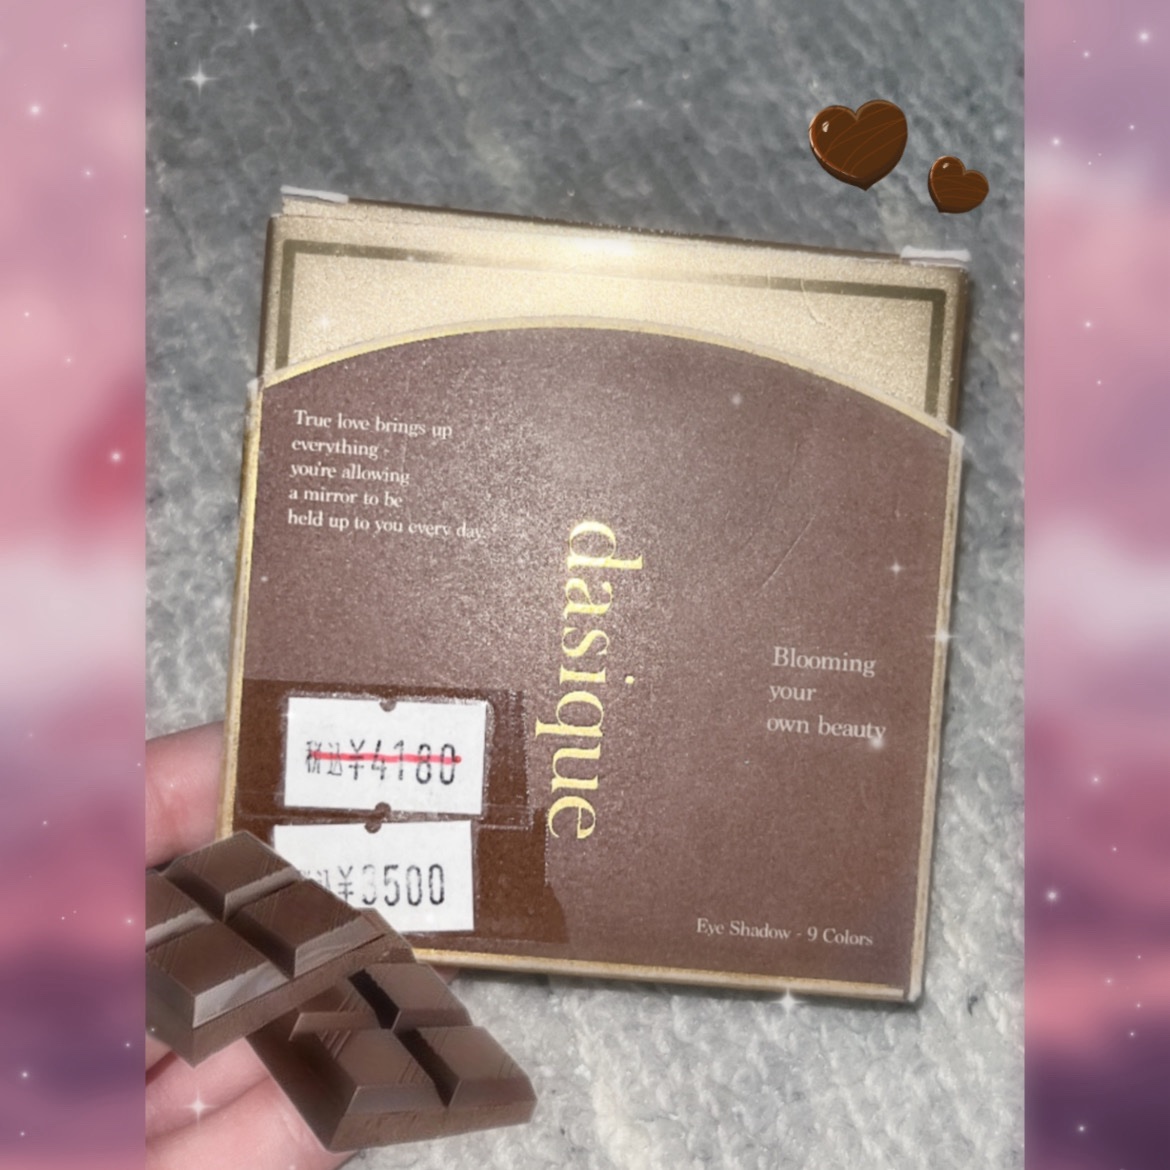 True love brings up
everything -
you're allowing
a mirror to be
held up to you every day.
dasique
Blooming
your
own beauty
税込¥4180
込¥3500
Eye Shadow - 9 Colors